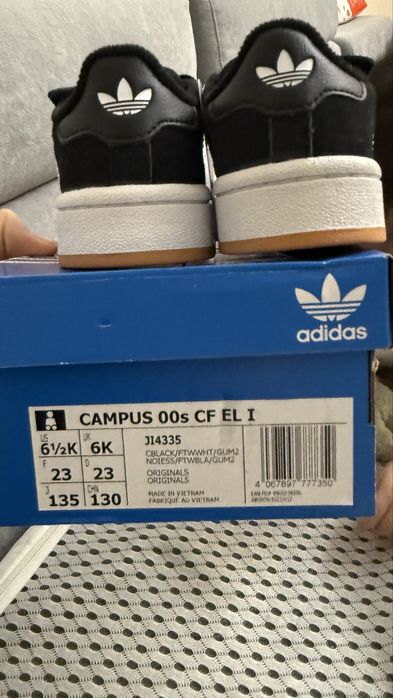 adidas
CAMPUS 00s CF EL I
US 6½K UK 6K
F 23 D 23
J 135 CHN 130
JI4335
CBLACK/FTWWHT/GUM2
NOIESS/FTWBLA/GUM2
ORIGINALS
ORIGINALS
MADE IN VIETNAM
FABRIQUÉ AU VIETNAM
4 067897 777350